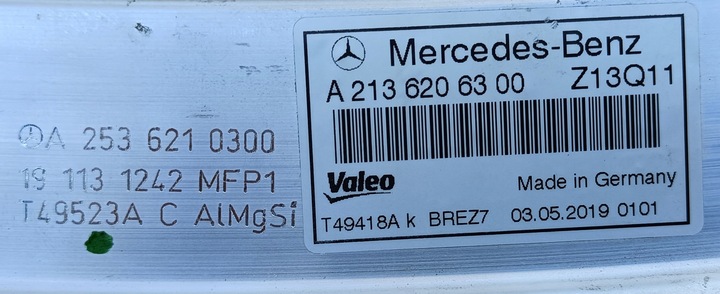 A 253 621 0300
19 113 1242 MFP1
T49523A C AlMgSi
Mercedes-Benz
A 213 620 63 00 Z13Q11
Valeo Made in Germany
T49418A k BREZ7 03.05.2019 0101